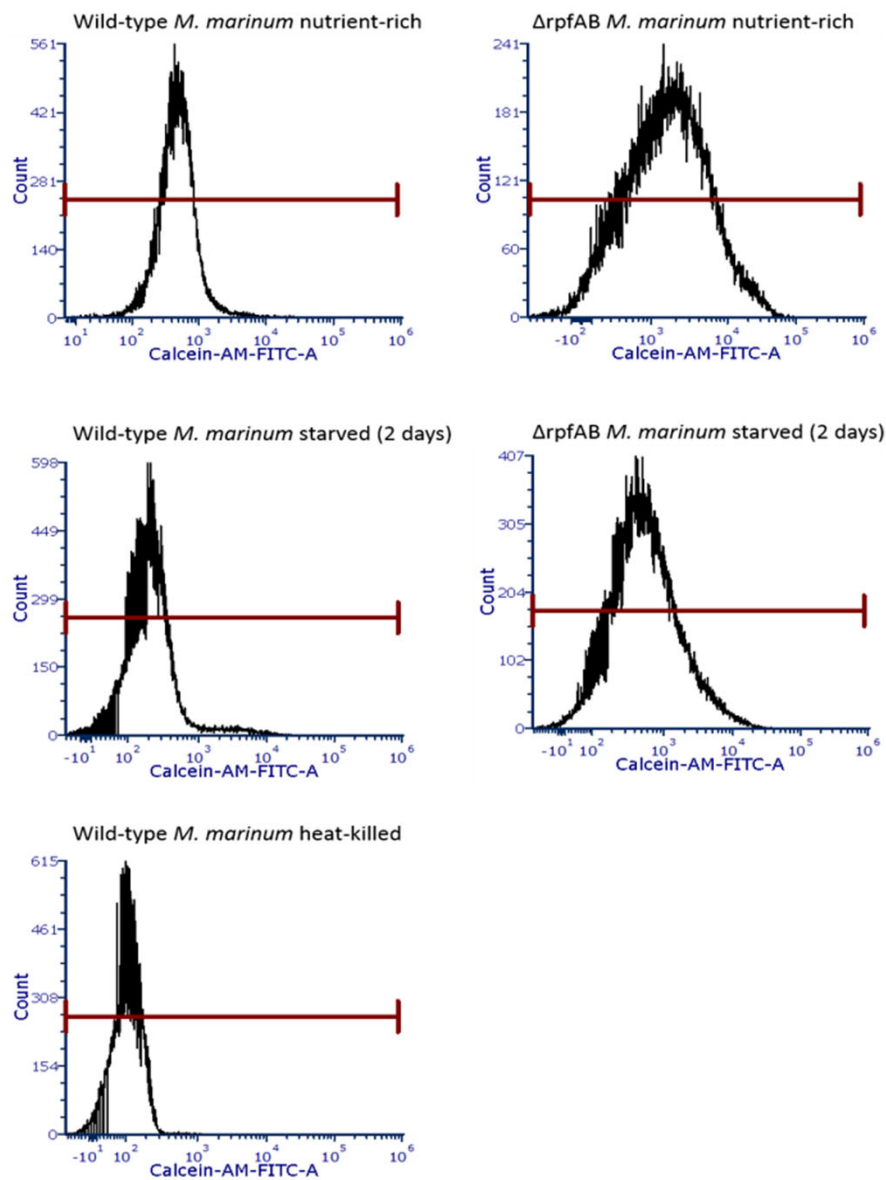 Wild-type M. marinum nutrient-rich
561
421
281
140
0
Count
10¹ 10² 10³ 10⁴ 10⁵ 10⁶
Calcein-AM-FITC-A
ΔrpfAB M. marinum nutrient-rich
241
181
121
60
0
Count
-10² 10³ 10⁴ 10⁵ 10⁶
Calcein-AM-FITC-A
Wild-type M. marinum starved (2 days)
598
449
299
150
0
Count
-10¹ 10² 10³ 10⁴ 10⁵ 10⁶
Calcein-AM-FITC-A
ΔrpfAB M. marinum starved (2 days)
407
305
204
102
0
Count
-10¹ 10² 10³ 10⁴ 10⁵ 10⁶
Calcein-AM-FITC-A
Wild-type M. marinum heat-killed
615
461
308
154
0
Count
-10¹ 10² 10³ 10⁴ 10⁵ 10⁶
Calcein-AM-FITC-A